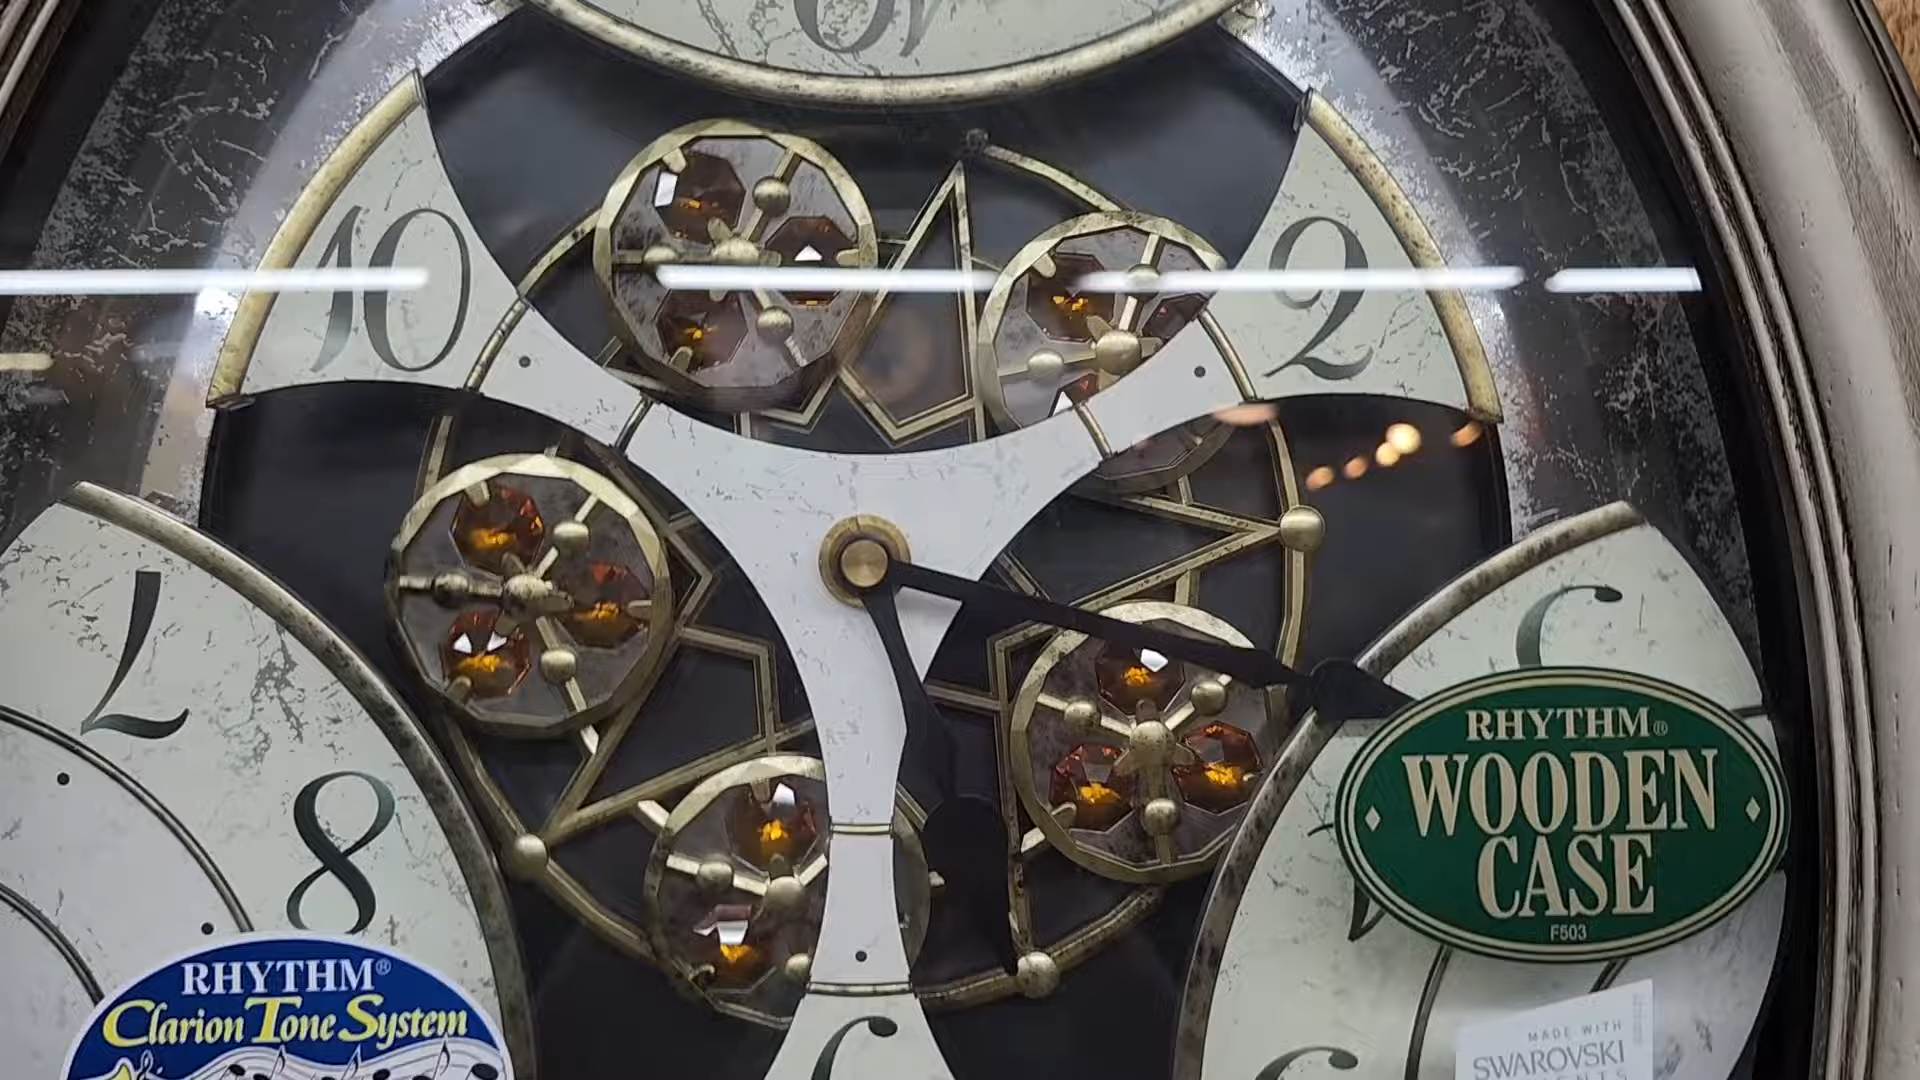 10
2
7
8
RHYTHM®
WOODEN
CASE
F503
RHYTHM®
Clarion Tone System
MADE WITH
SWAROVSKI